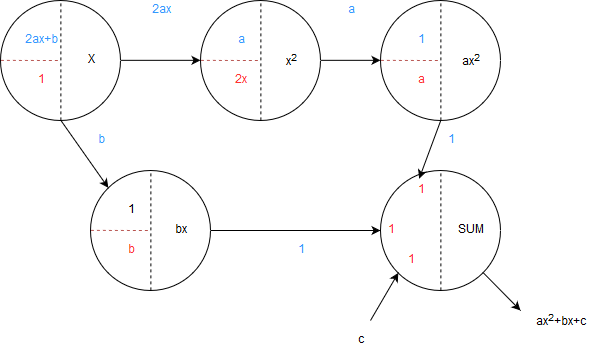 2ax
a
2ax+b
X
1
a
x²
2x
1
ax²
a
b
1
1
bx
b
1
1
1
SUM
1
c
ax²+bx+c